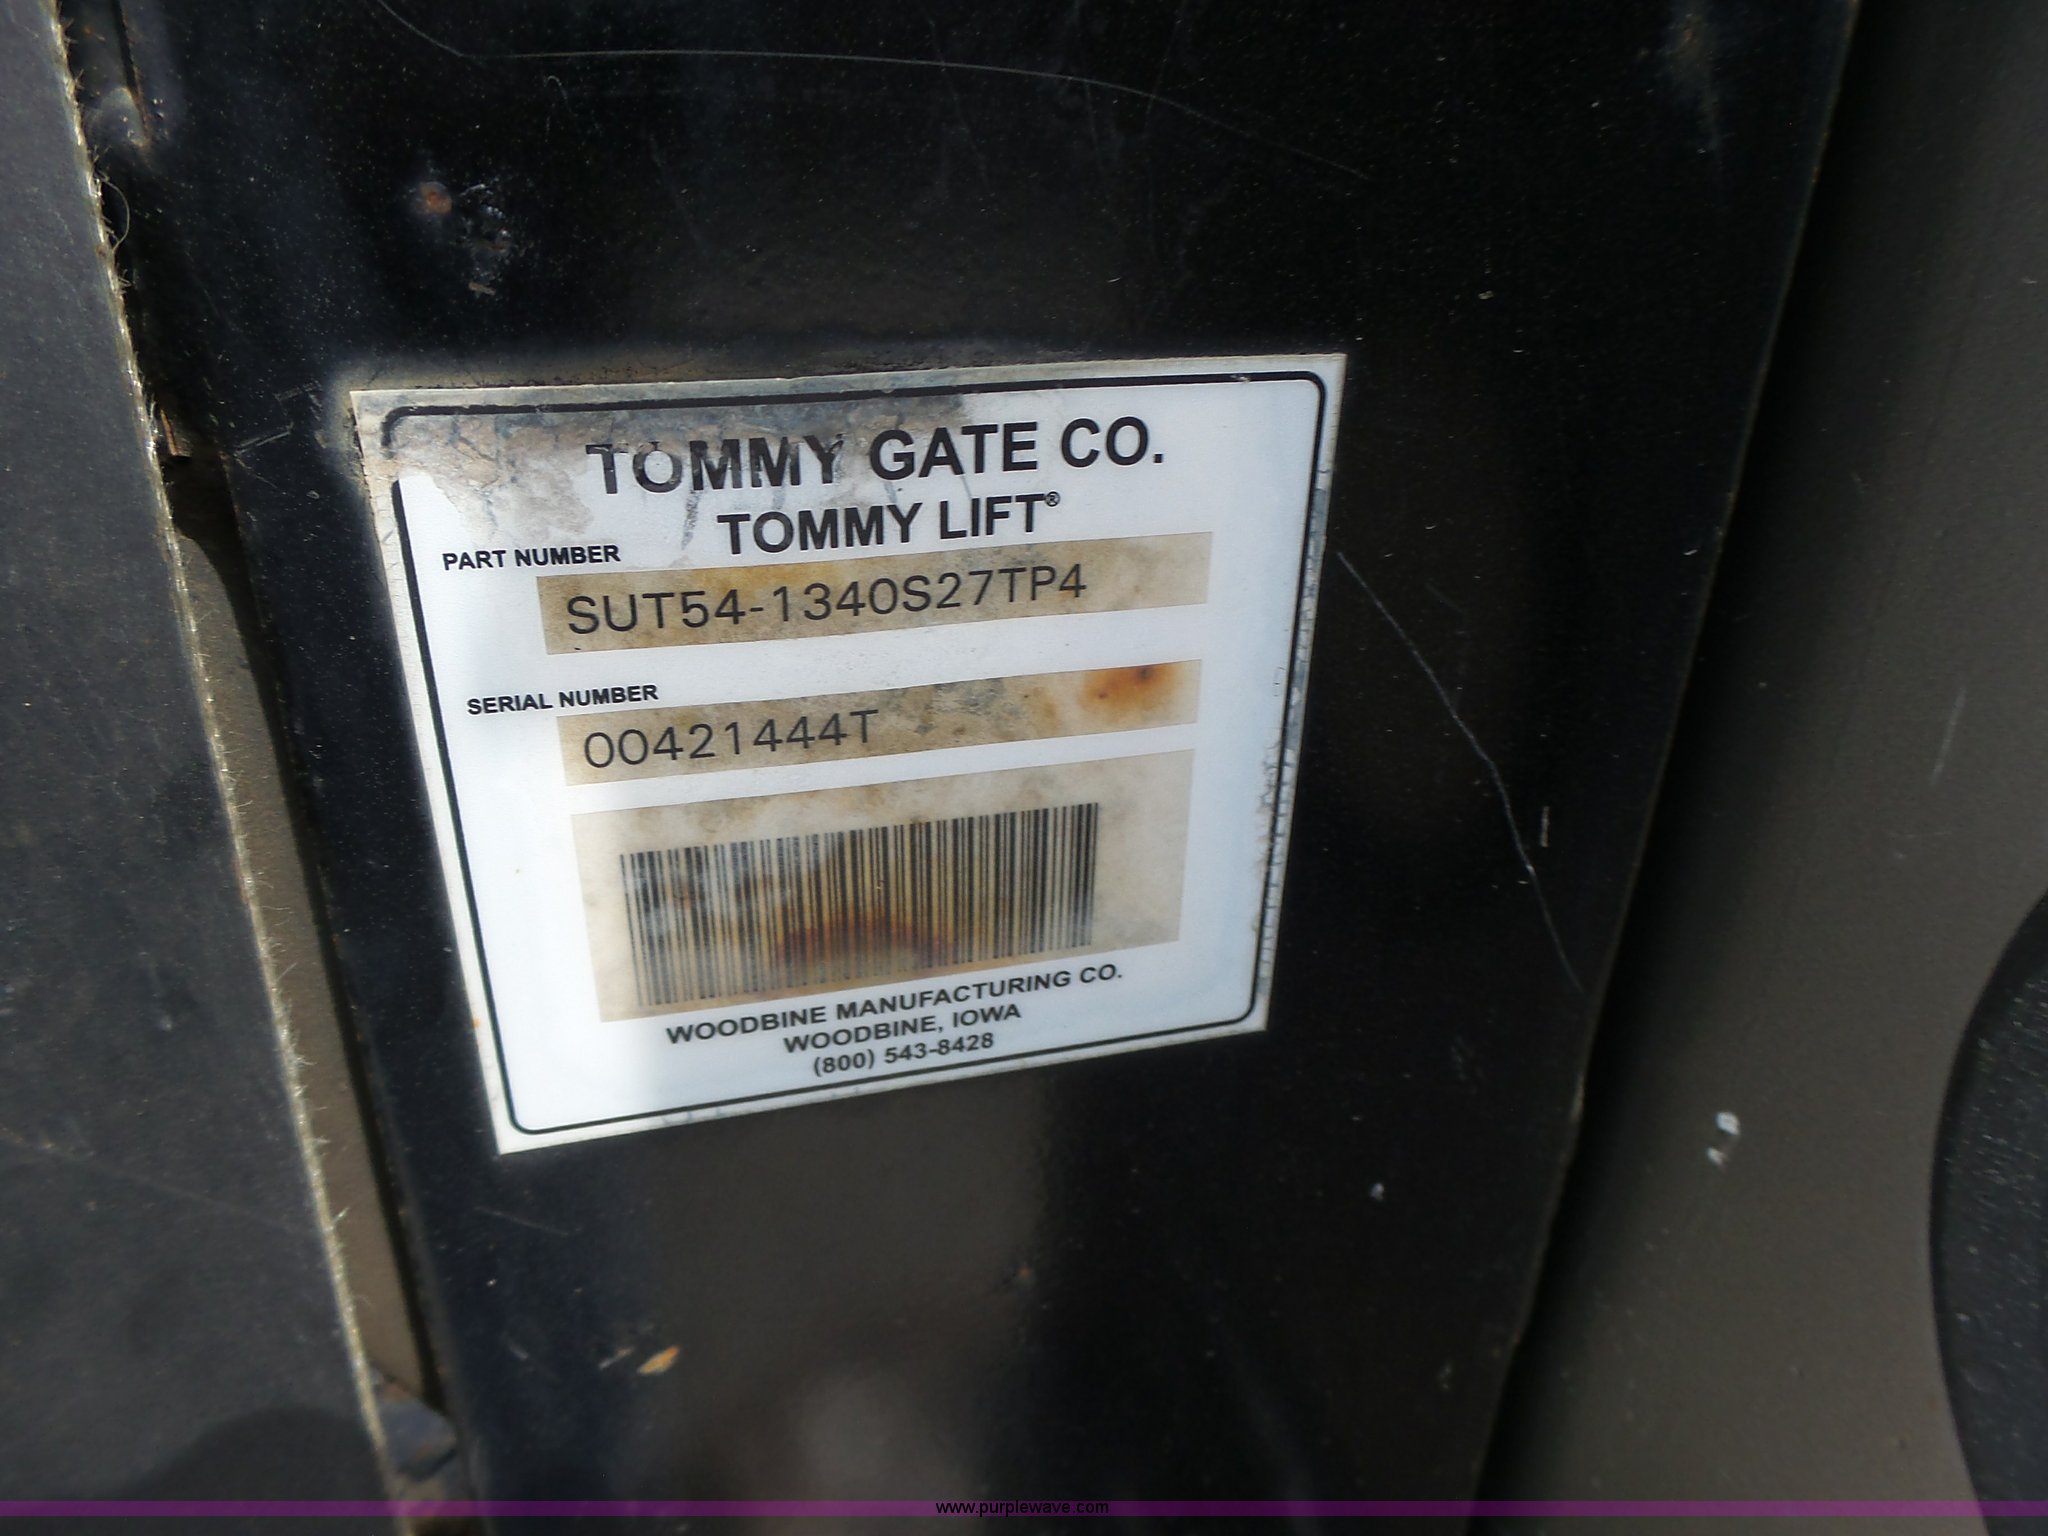 TOMMY GATE CO.
TOMMY LIFT®
PART NUMBER
SUT54-1340S27TP4
SERIAL NUMBER
00421444T
WOODBINE MANUFACTURING CO.
WOODBINE, IOWA
(800) 543-8428
www.purplewave.com